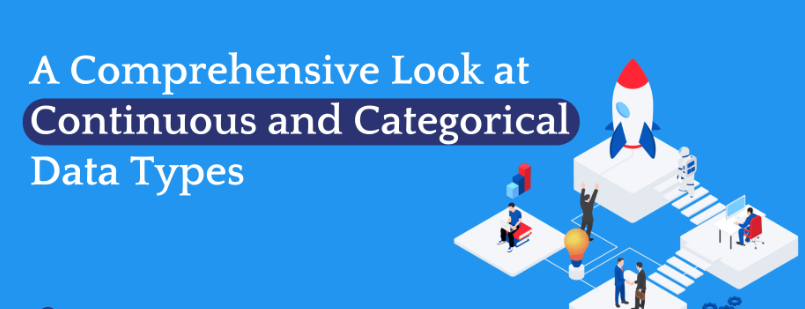 A Comprehensive Look at
Continuous and Categorical
Data Types